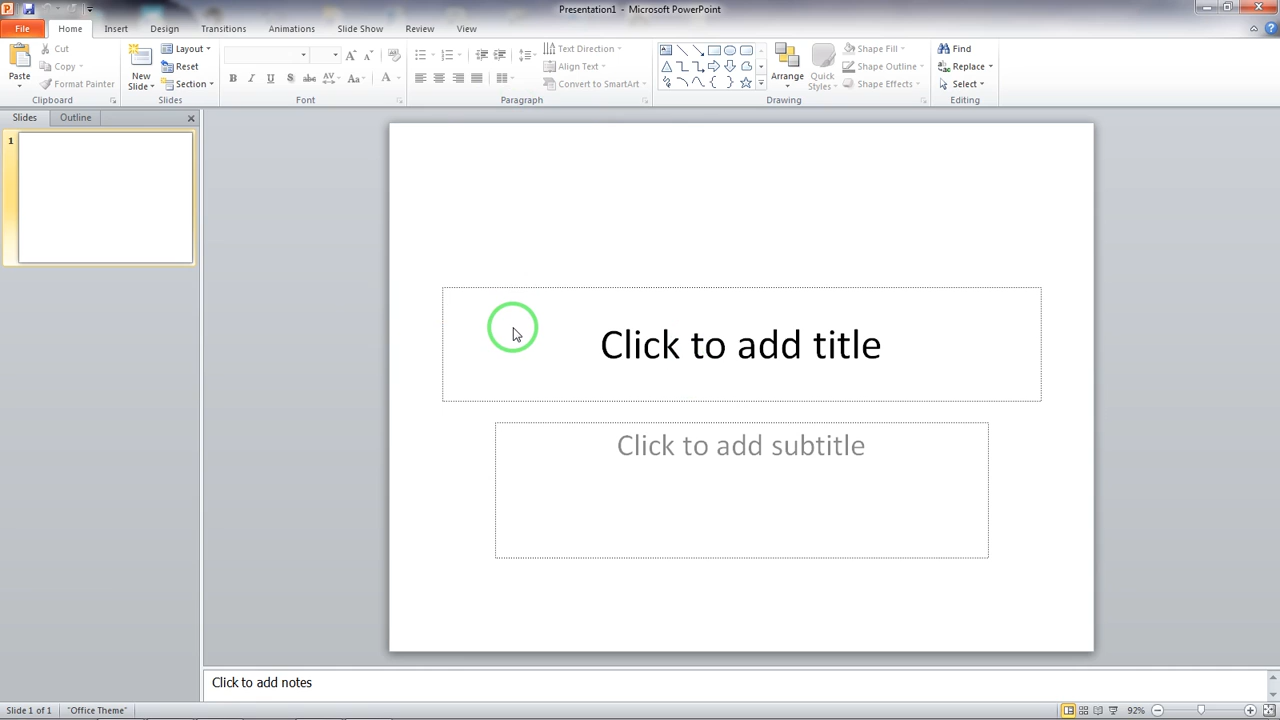 Presentation1 - Microsoft PowerPoint
File Home Insert Design Transitions Animations Slide Show Review View
Paste Cut Copy Format Painter Clipboard
New Slide Layout Reset Section Slides
B I U S abc AV Aa A Font
Text Direction Align Text Convert to SmartArt Paragraph
Arrange Quick Styles Shape Fill Shape Outline Shape Effects Drawing
Find Replace Select Editing
Slides Outline
1
Click to add title
Click to add subtitle
Click to add notes
Slide 1 of 1 "Office Theme" 92%